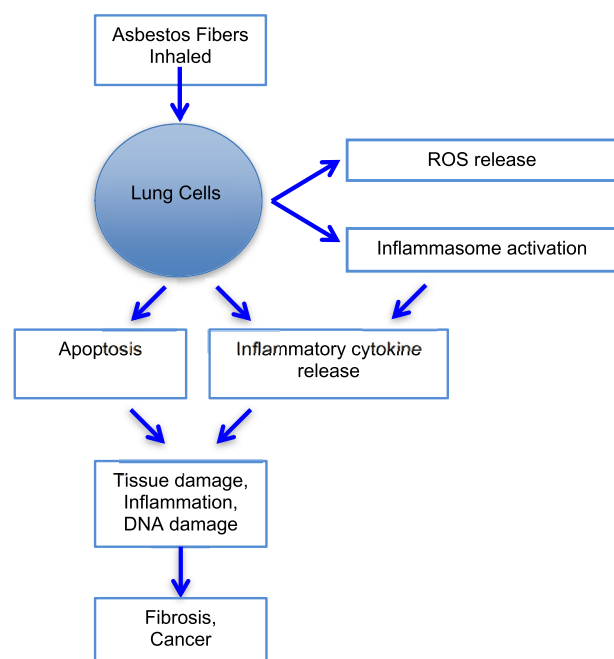 Asbestos Fibers
Inhaled
Lung Cells
ROS release
Inflammasome activation
Apoptosis
Inflammatory cytokine
release
Tissue damage,
Inflammation,
DNA damage
Fibrosis,
Cancer